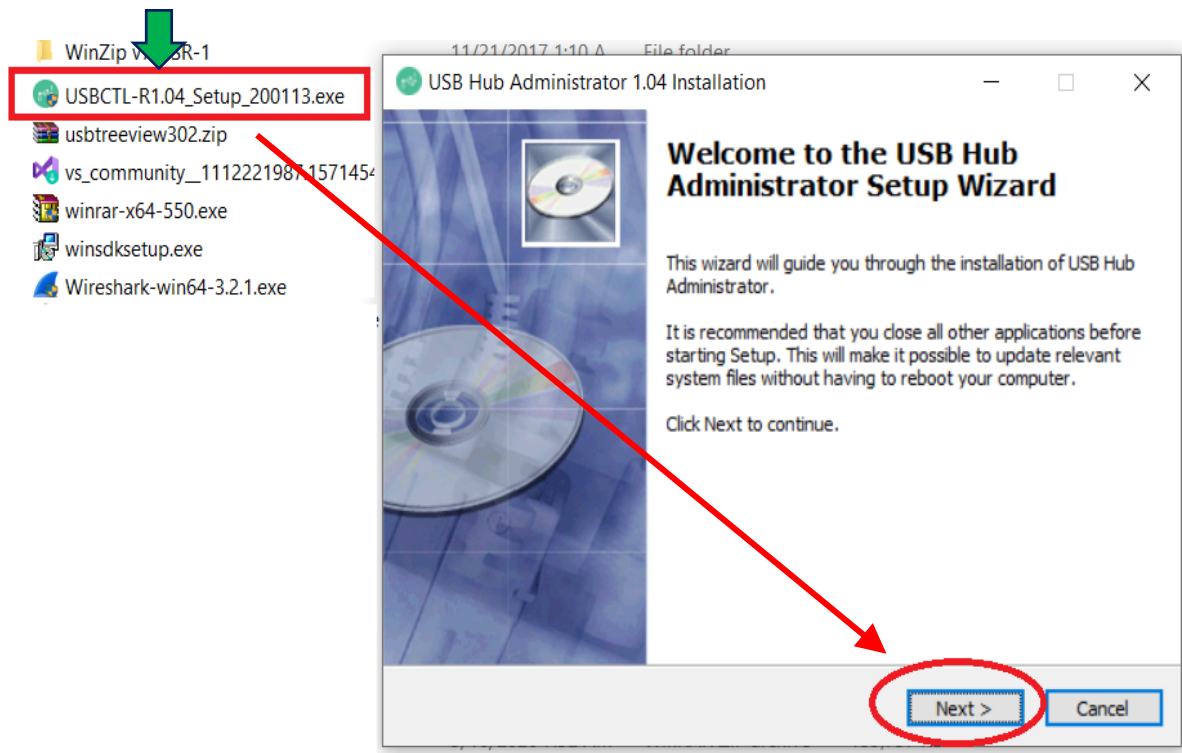 WinZip v
SR-1
11/21/2017 1:10 A
File folder
USBCTL-R1.04_Setup_200113.exe
usbtreeview302.zip
vs_community__1112221987.1571454
winrar-x64-550.exe
winsdksetup.exe
Wireshark-win64-3.2.1.exe
USB Hub Administrator 1.04 Installation
Welcome to the USB Hub
Administrator Setup Wizard
This wizard will guide you through the installation of USB Hub
Administrator.
It is recommended that you close all other applications before
starting Setup. This will make it possible to update relevant
system files without having to reboot your computer.
Click Next to continue.
Next >
Cancel